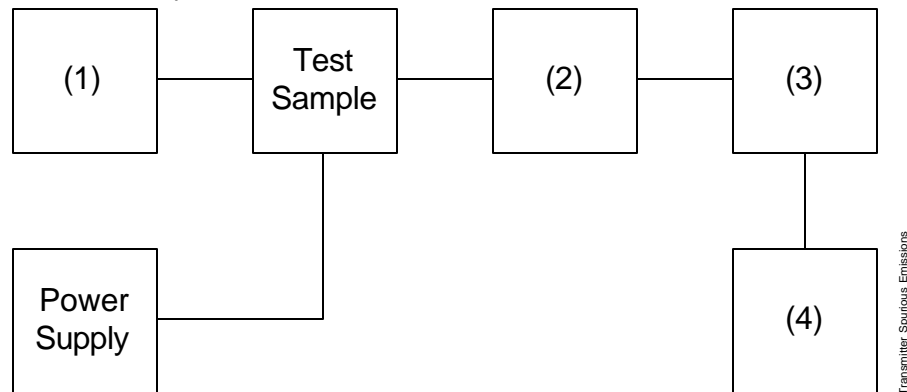 (1)
Test
Sample
(2)
(3)
Power
Supply
(4)
Transmitter Spurious Emissions